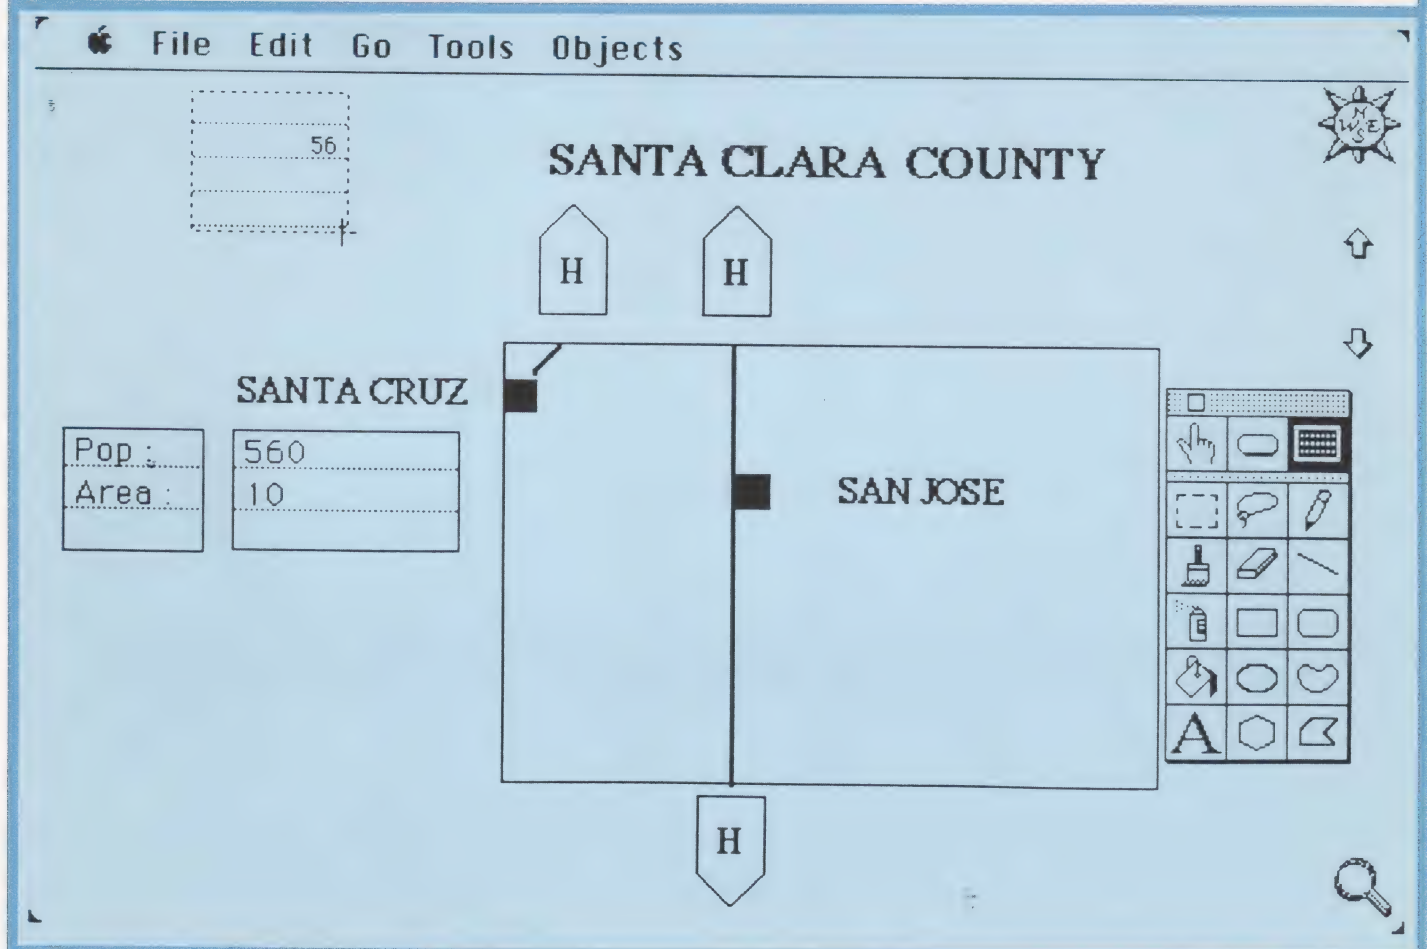 File Edit Go Tools Objects
56
SANTA CLARA COUNTY
N
W E
S
H H
SANTA CRUZ
Pop : 560
Area : 10
SAN JOSE
A
H